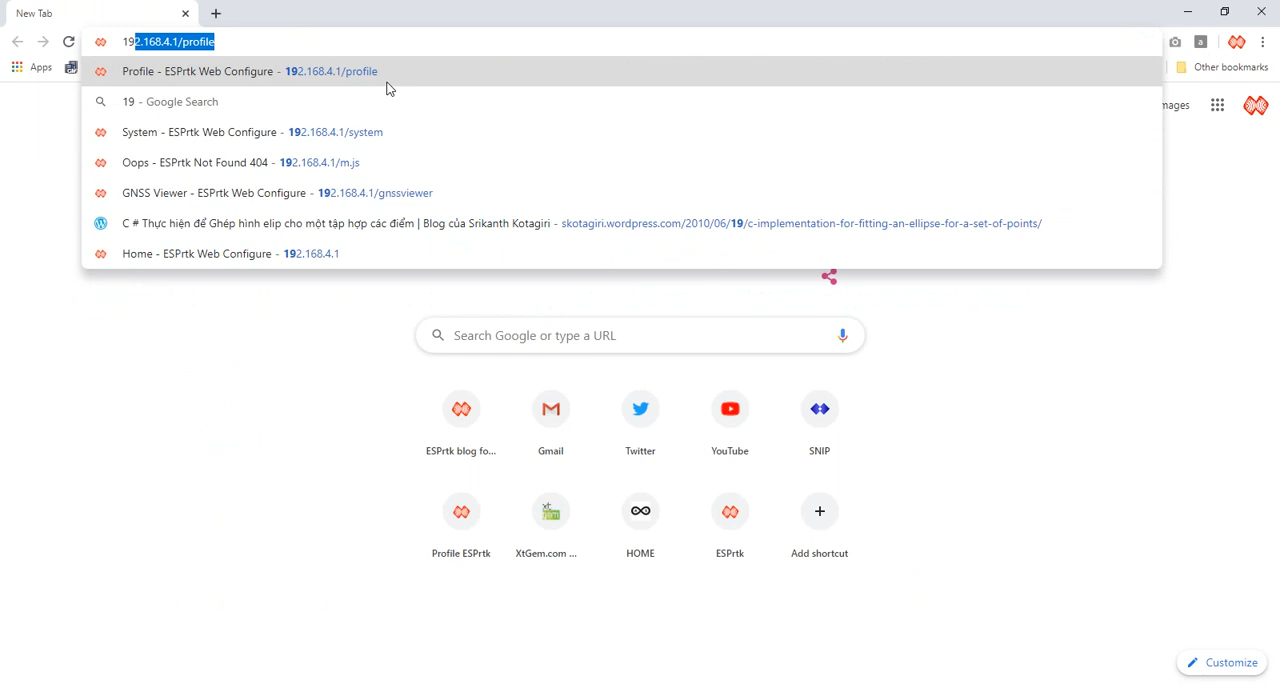 New Tab
192.168.4.1/profile
Apps
Other bookmarks
Profile - ESPrtk Web Configure - 192.168.4.1/profile
19 - Google Search
mages
System - ESPrtk Web Configure - 192.168.4.1/system
Oops - ESPrtk Not Found 404 - 192.168.4.1/m.js
GNSS Viewer - ESPrtk Web Configure - 192.168.4.1/gnssviewer
C # Thực hiện để Ghép hình elip cho một tập hợp các điểm | Blog của Srikanth Kotagiri - skotagiri.wordpress.com/2010/06/19/c-implementation-for-fitting-an-ellipse-for-a-set-of-points/
Home - ESPrtk Web Configure - 192.168.4.1
Search Google or type a URL
ESPrtk blog fo...
Gmail
Twitter
YouTube
SNIP
Profile ESPrtk
XtGem.com ...
HOME
ESPrtk
Add shortcut
Customize